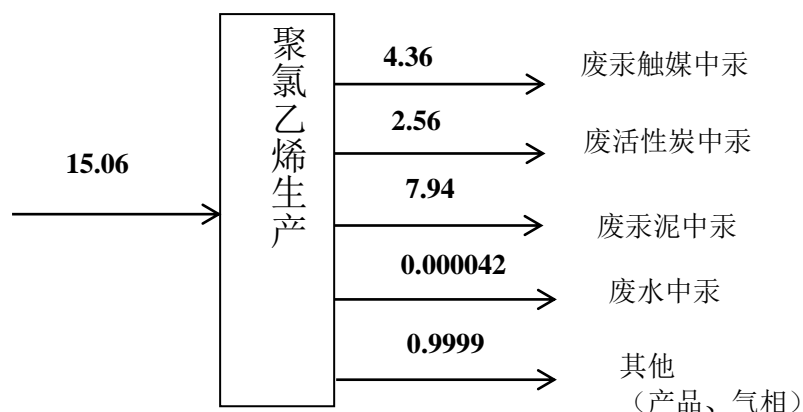 聚氯乙烯生产
15.06
4.36
废汞触媒中汞
2.56
废活性炭中汞
7.94
废汞泥中汞
0.000042
废水中汞
0.9999
其他
（产品、气相）